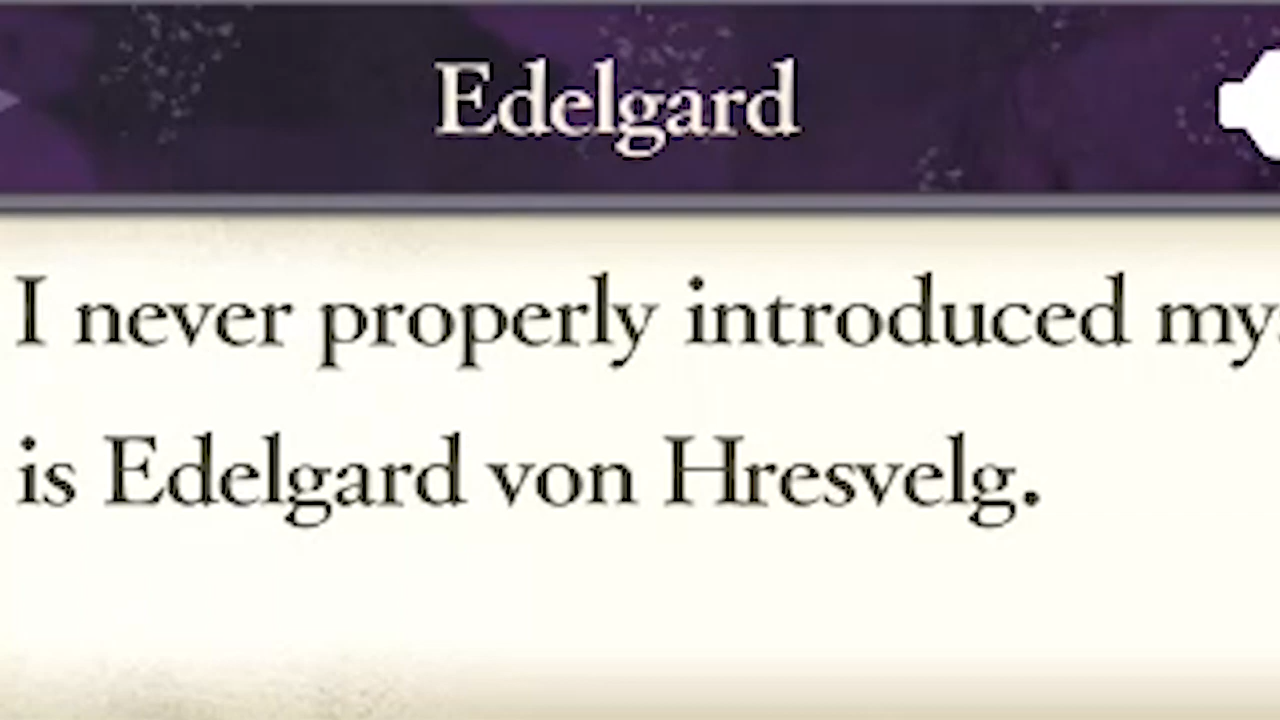 Edelgard
I never properly introduced my
is Edelgard von Hresvelg.